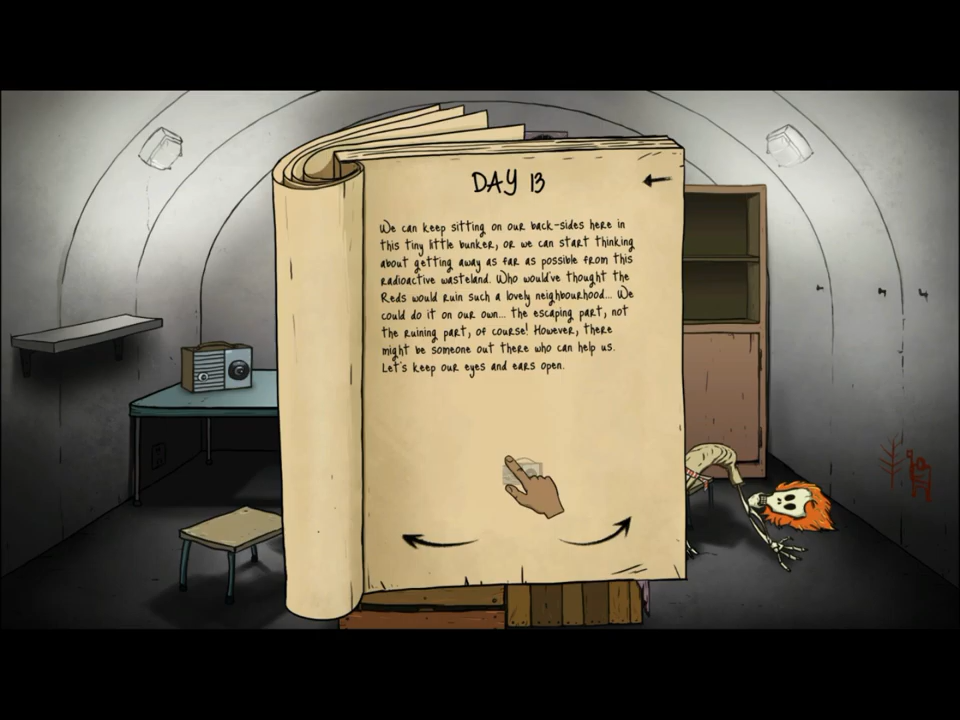 DAY 13
We can keep sitting on our back-sides here in
this tiny little bunker, or we can start thinking
about getting away as far as possible from this
radioactive wasteland. Who would've thought the
Reds would ruin such a lovely neighbourhood... We
could do it on our own... the escaping part, not
the ruining part, of course! However, there
might be someone out there who can help us.
Let's keep our eyes and ears open.